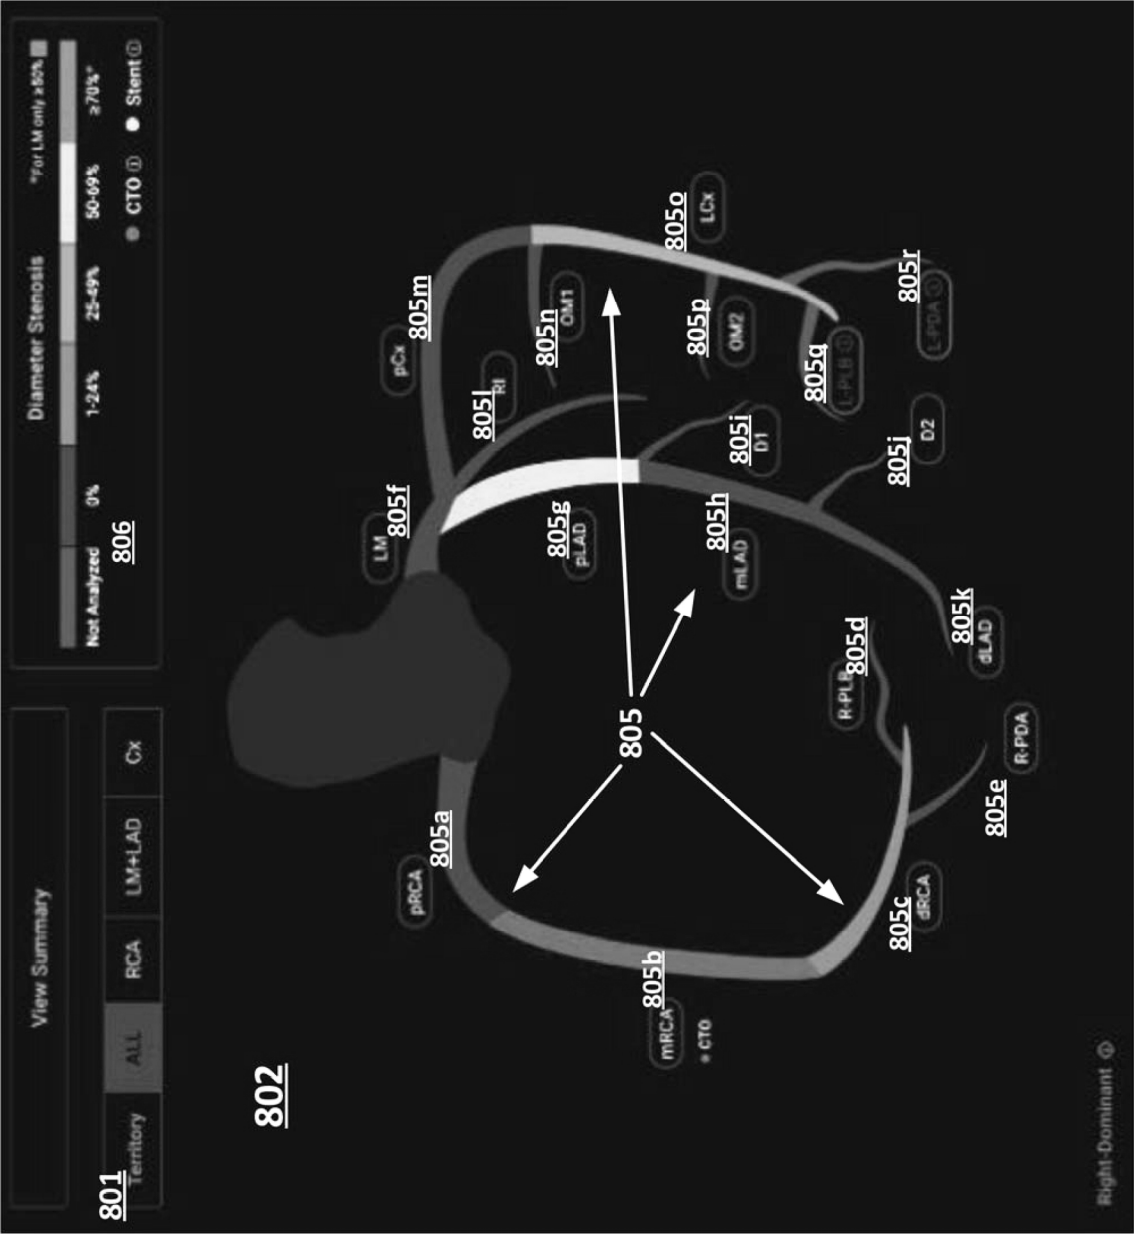 View Summary
801
Territory
ALL
RCA
LM+LAD
Cx
Diameter Stenosis
*For LM only ≥50%
Not Analyzed
0%
1-24%
25-49%
50-69%
≥70%*
806
CTO
Stent
802
LM
805f
pCx
805m
pRCA
805a
805l
RI
805n
OM1
805g
pLAD
805o
LCx
805
805p
OM2
805b
mRCA
CTO
805h
mLAD
805i
D1
805q
L-PLB
805d
R-PLB
805j
D2
805r
L-PDA
805c
dRCA
805k
dLAD
805e
R-PDA
Right-Dominant